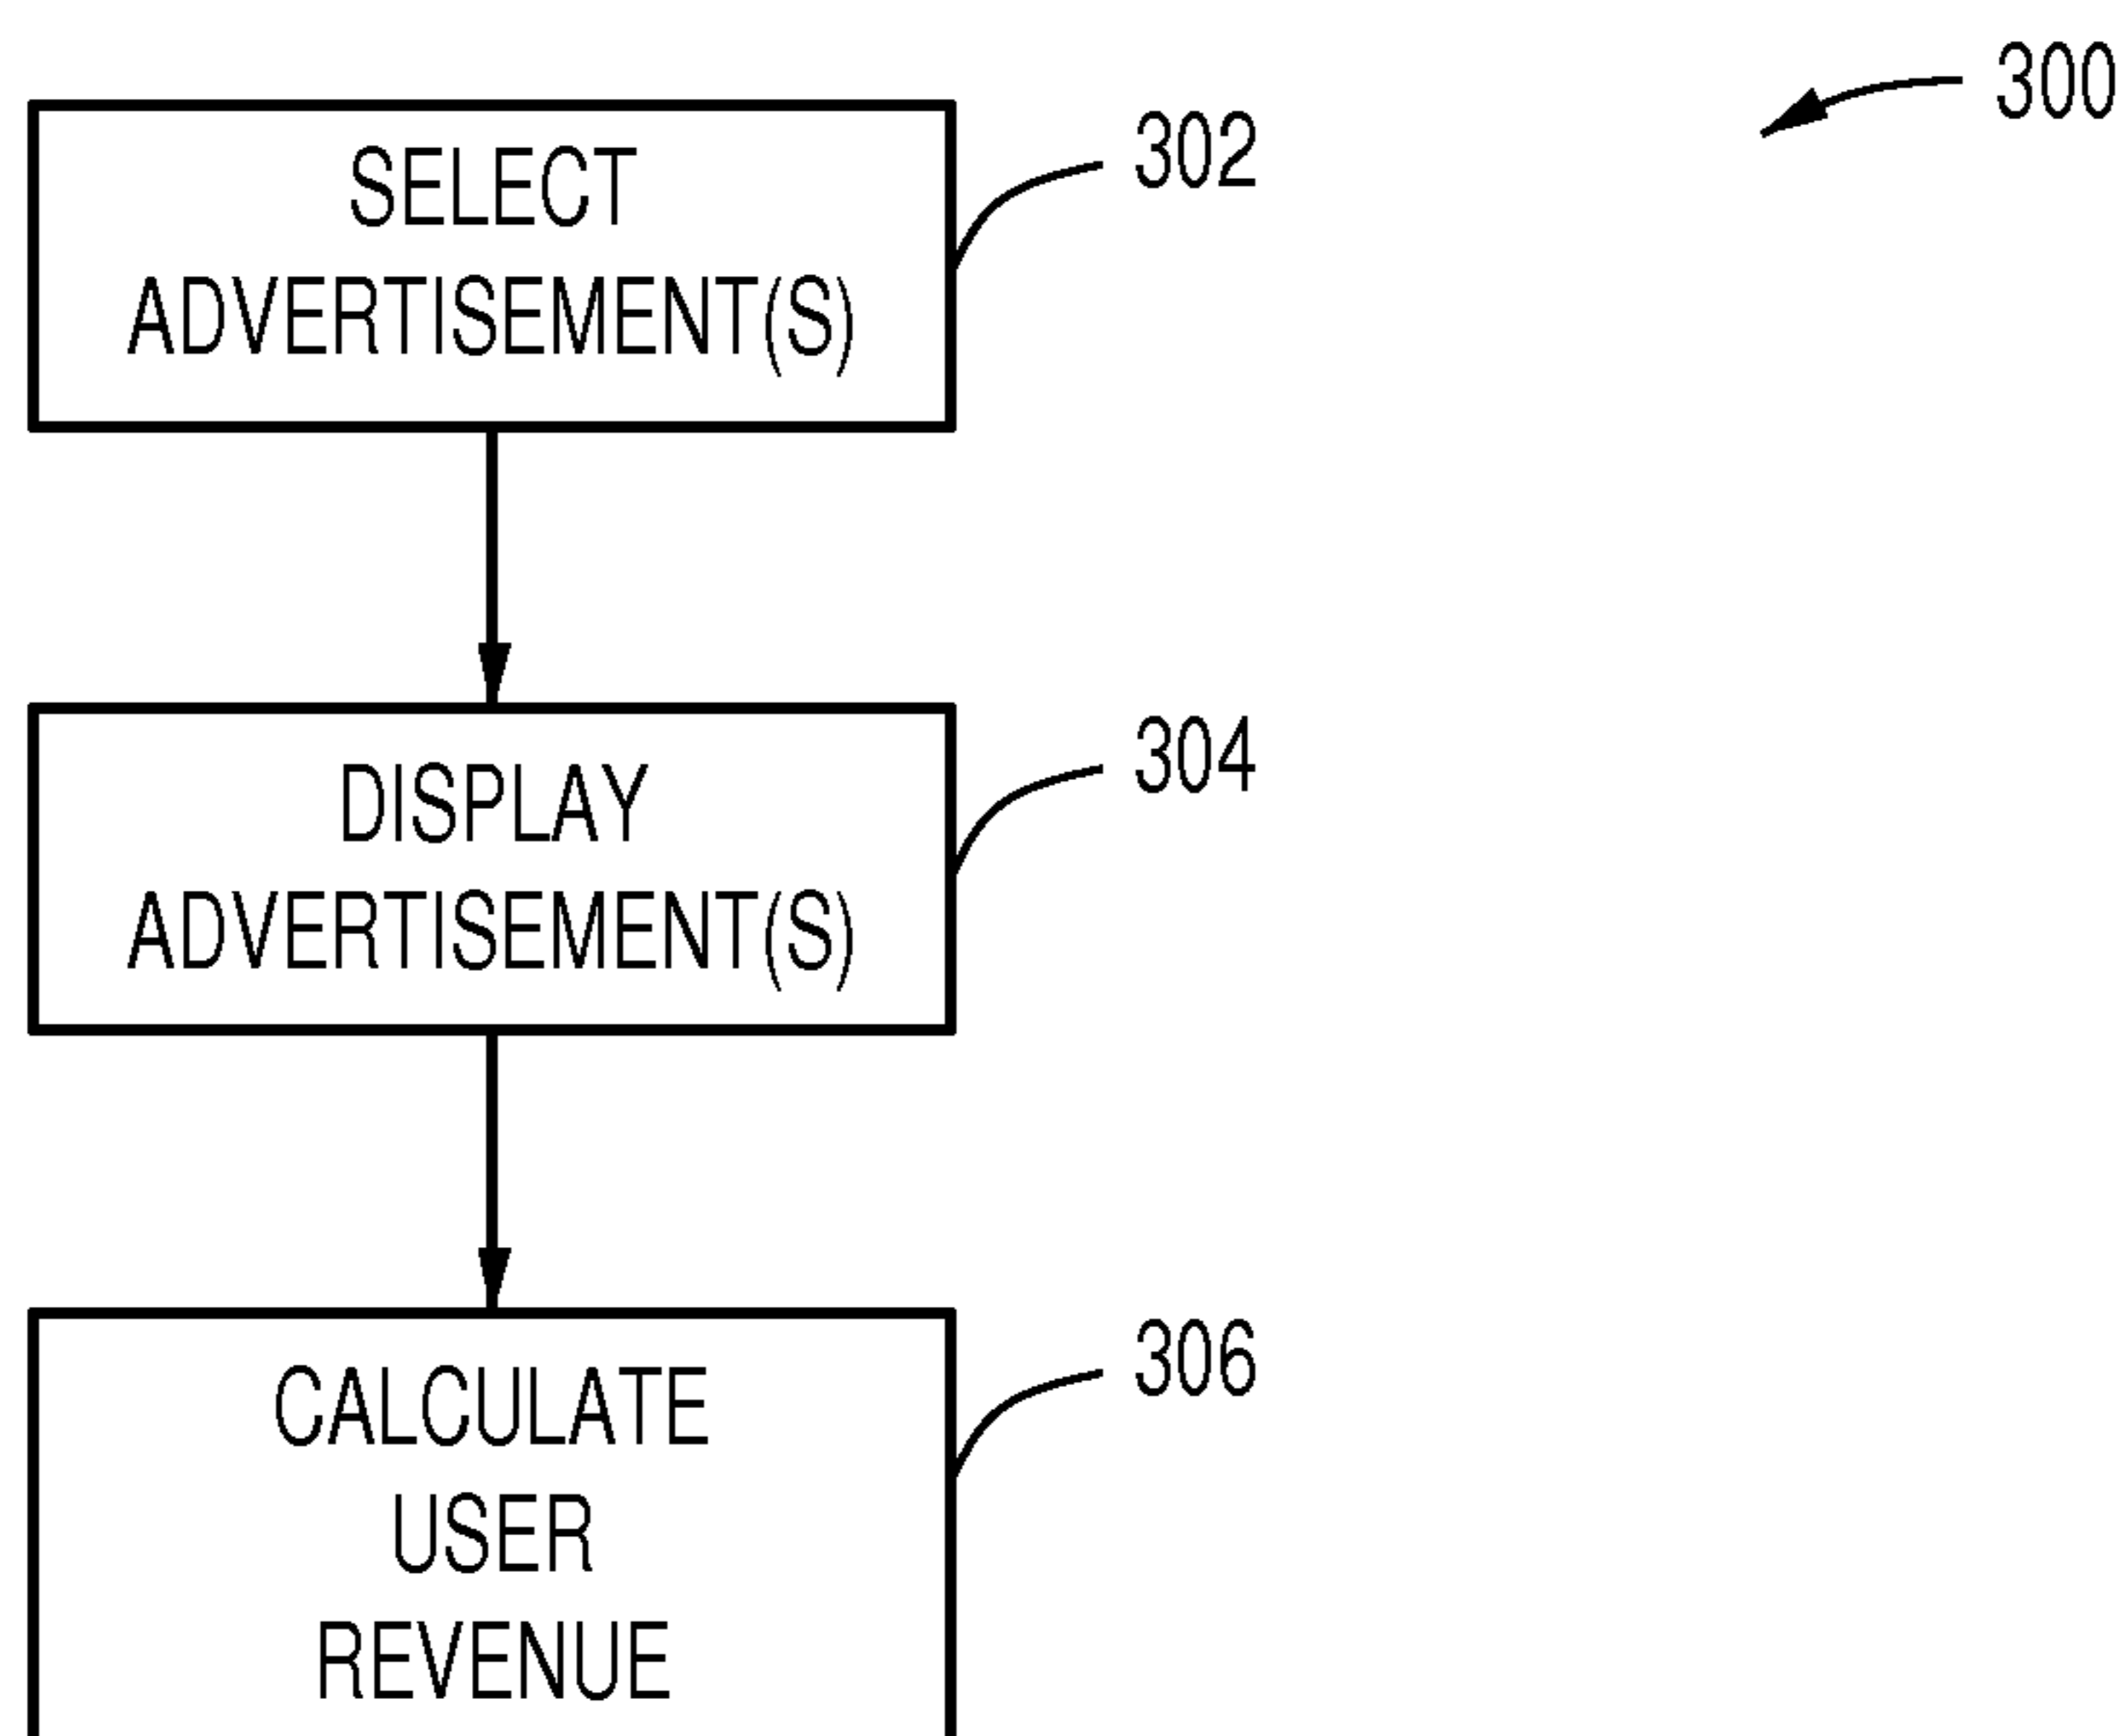 300
SELECT
ADVERTISEMENT(S)
302
DISPLAY
ADVERTISEMENT(S)
304
CALCULATE
USER
REVENUE
306